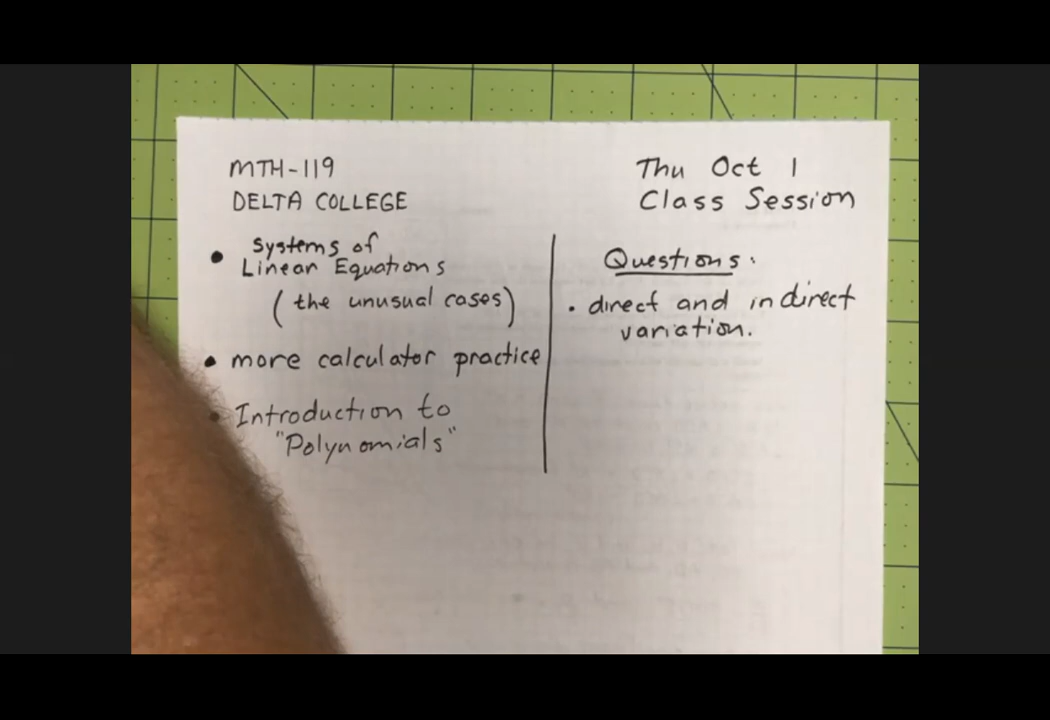 MTH-119
DELTA COLLEGE
Thu Oct 1
Class Session
• Systems of
Linear Equations
(the unusual cases)
• more calculator practice
• Introduction to
"Polynomials"
Questions:
• direct and indirect
variation.